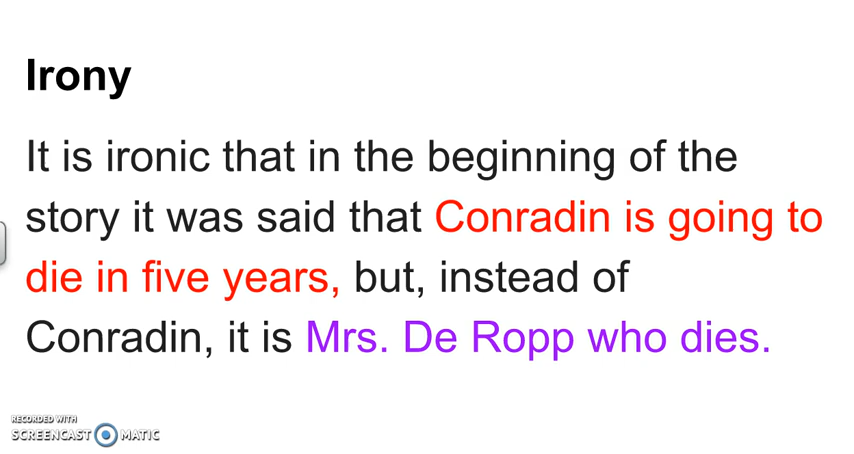 Irony
It is ironic that in the beginning of the
story it was said that Conradin is going to
die in five years, but, instead of
Conradin, it is Mrs. De Ropp who dies.
RECORDED WITH
SCREENCAST MATIC